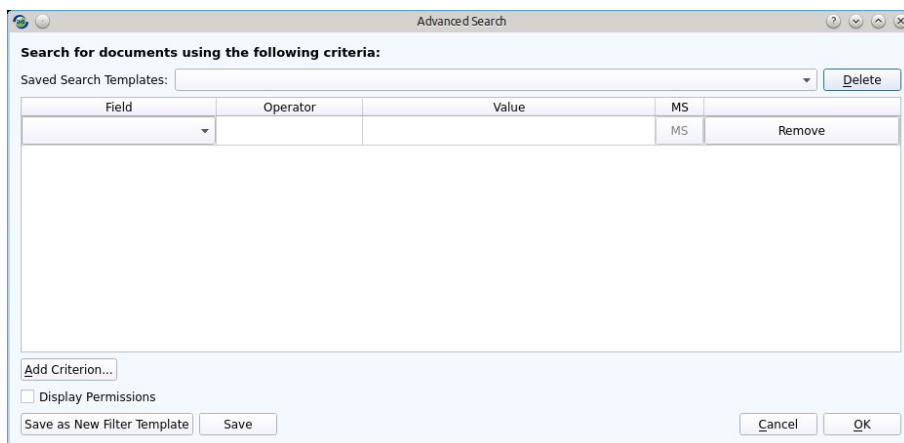 Advanced Search
Search for documents using the following criteria:
Saved Search Templates: Delete
Field Operator Value MS
MS Remove
Add Criterion...
Display Permissions
Save as New Filter Template Save Cancel OK